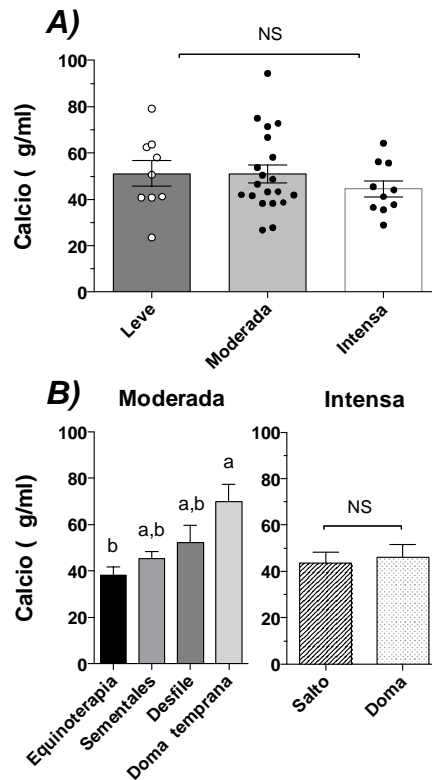 A)
NS
Calcio ( g/ml)
100
80
60
40
20
0
Leve
Moderada
Intensa
B)
Moderada
Intensa
Calcio ( g/ml)
100
80
60
40
20
0
b
a,b
a,b
a
Equinoterapia
Sementales
Desfile
Doma temprana
100
80
60
40
20
0
NS
Salto
Doma